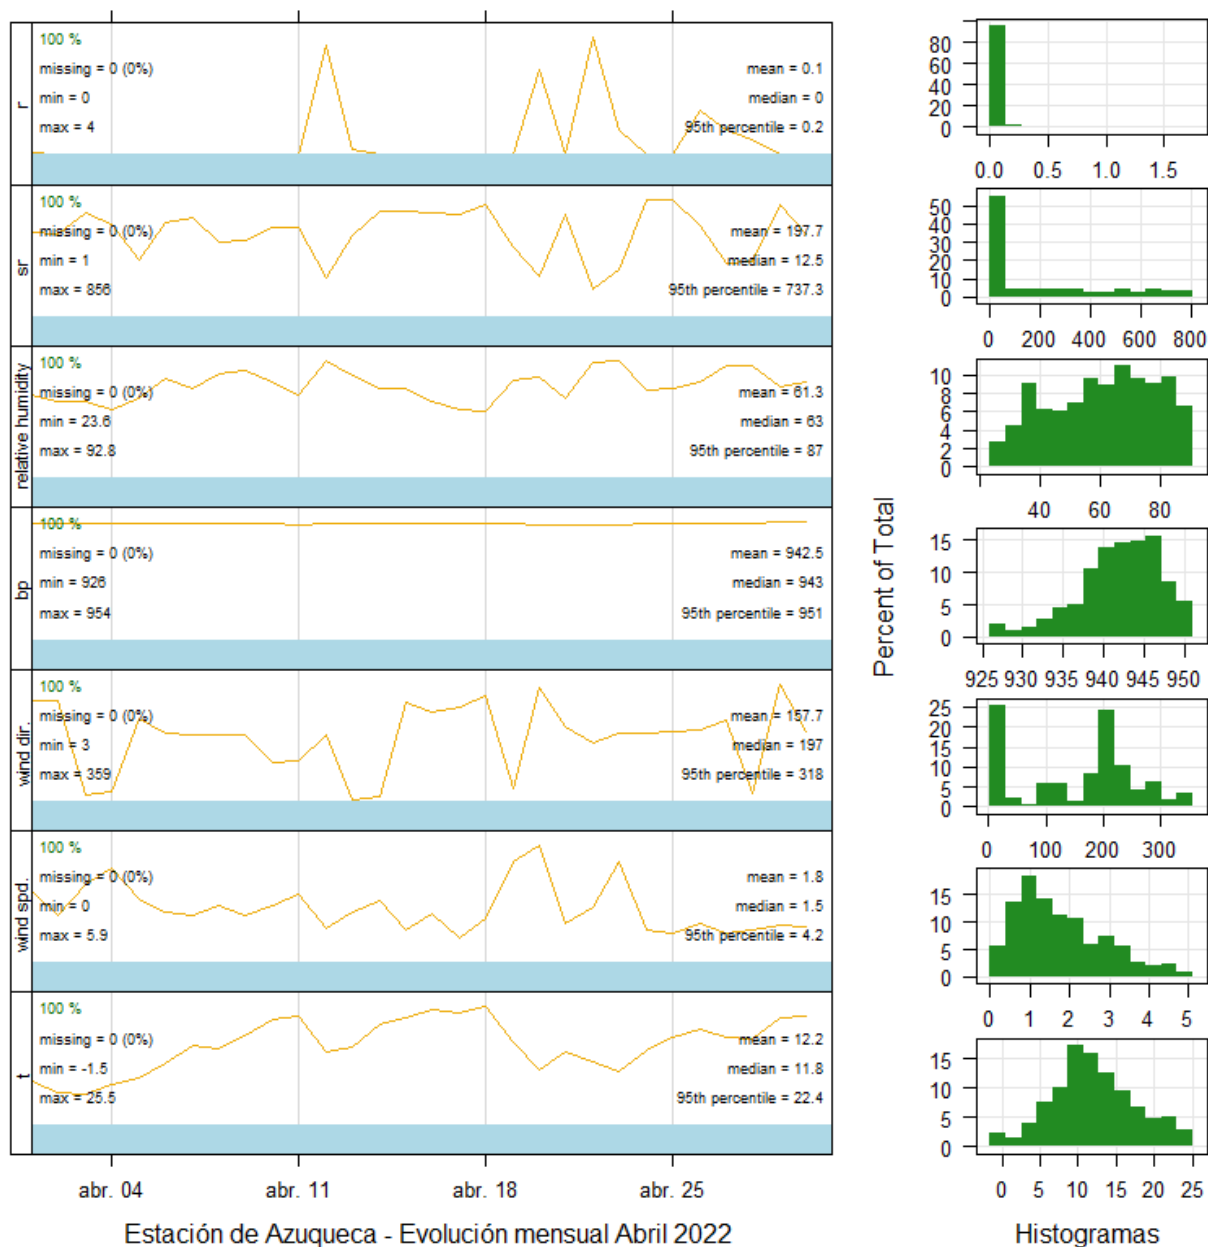 r
100 %
missing = 0 (0%)
min = 0
max = 4
mean = 0.1
median = 0
95th percentile = 0.2
80
60
40
20
0
0.0 0.5 1.0 1.5
sr
100 %
missing = 0 (0%)
min = 1
max = 856
mean = 197.7
median = 12.5
95th percentile = 737.3
50
40
30
20
10
0
0 200 400 600 800
relative humidity
100 %
missing = 0 (0%)
min = 23.6
max = 92.8
mean = 61.3
median = 63
95th percentile = 87
10
8
6
4
2
0
40 60 80
bp
100 %
missing = 0 (0%)
min = 926
max = 954
mean = 942.5
median = 943
95th percentile = 951
15
10
5
0
925 930 935 940 945 950
wind dir.
100 %
missing = 0 (0%)
min = 3
max = 359
mean = 157.7
median = 197
95th percentile = 318
25
20
15
10
5
0
0 100 200 300
wind spd.
100 %
missing = 0 (0%)
min = 0
max = 5.9
mean = 1.8
median = 1.5
95th percentile = 4.2
15
10
5
0
0 1 2 3 4 5
t
100 %
missing = 0 (0%)
min = -1.5
max = 25.5
mean = 12.2
median = 11.8
95th percentile = 22.4
15
10
5
0
0 5 10 15 20 25
Percent of Total
abr. 04 abr. 11 abr. 18 abr. 25
Estación de Azuqueca - Evolución mensual Abril 2022
Histogramas